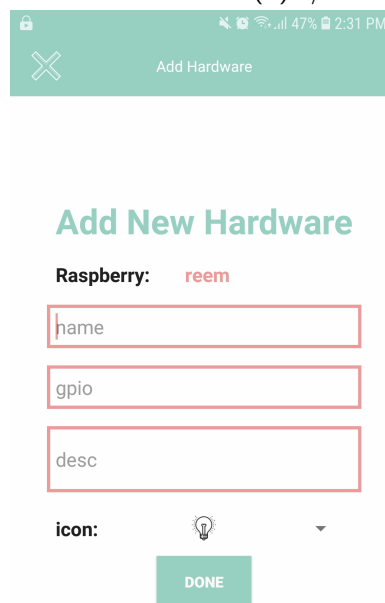 47% 2:31 PM
Add Hardware
Add New Hardware
Raspberry: reem
name
gpio
desc
icon:
DONE